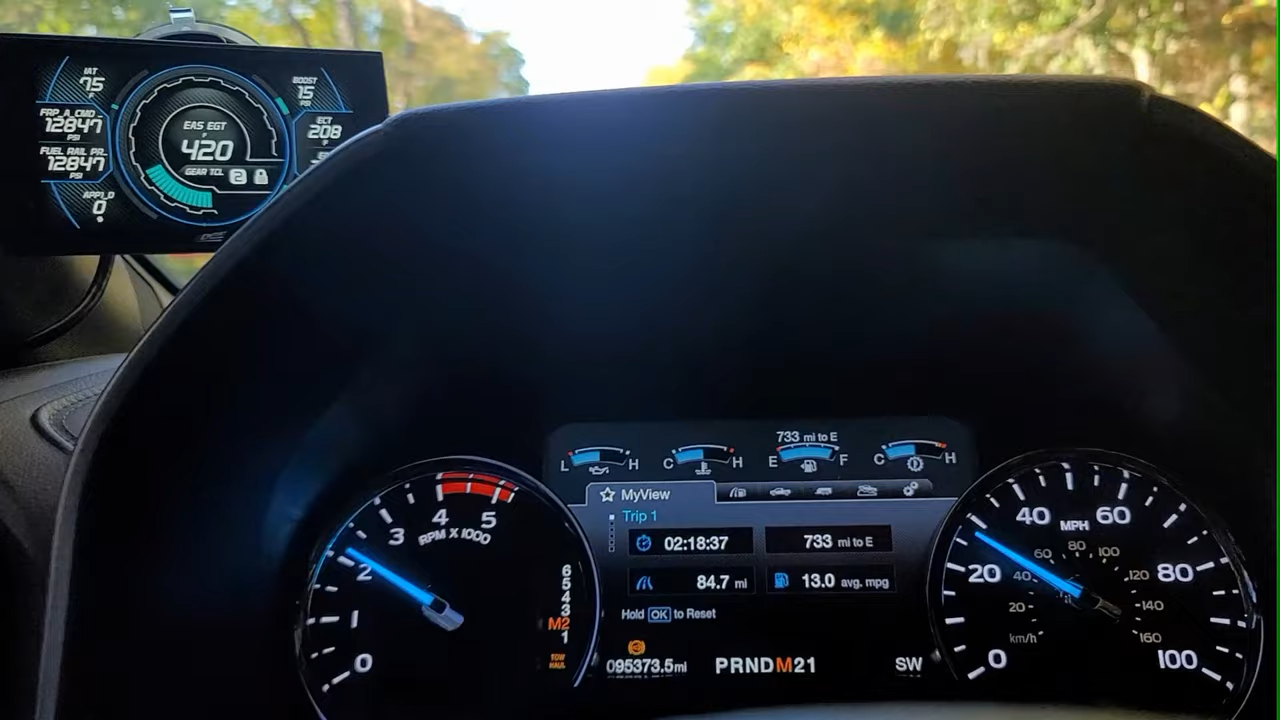 IAT
75
F
FRP_A_CMD
12847
PSI
FUEL RAIL PR.
12847
PSI
APP1_D
0
EAS EGT
F
420
GEAR TCL
2
BOOST
15
PSI
ECT
208
F
733 mi to E
L H
C H
E F
C H
MyView
Trip 1
02:18:37
733 mi to E
84.7 mi
13.0 avg. mpg
Hold OK to Reset
095373.5mi
PRNDM21
SW
0
1
2
3
4
5
RPM X 1000
6
5
4
3
M2
1
TOW
HAUL
0
20
40
60
80
100
MPH
20
40
60
80
100
120
140
160
km/h